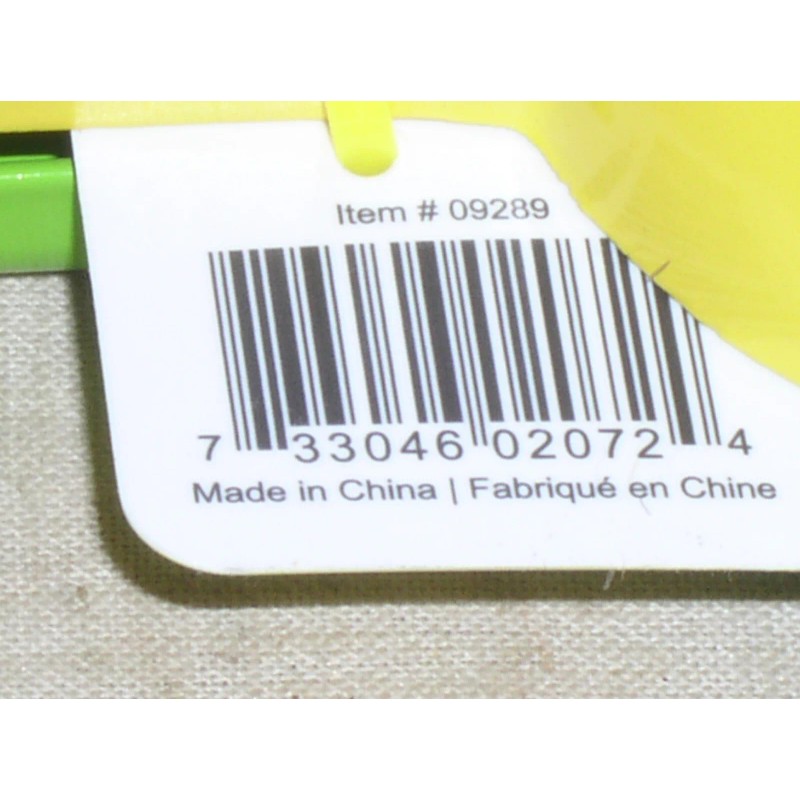 Item # 09289
7 33046 02072 4
Made in China | Fabriqué en Chine